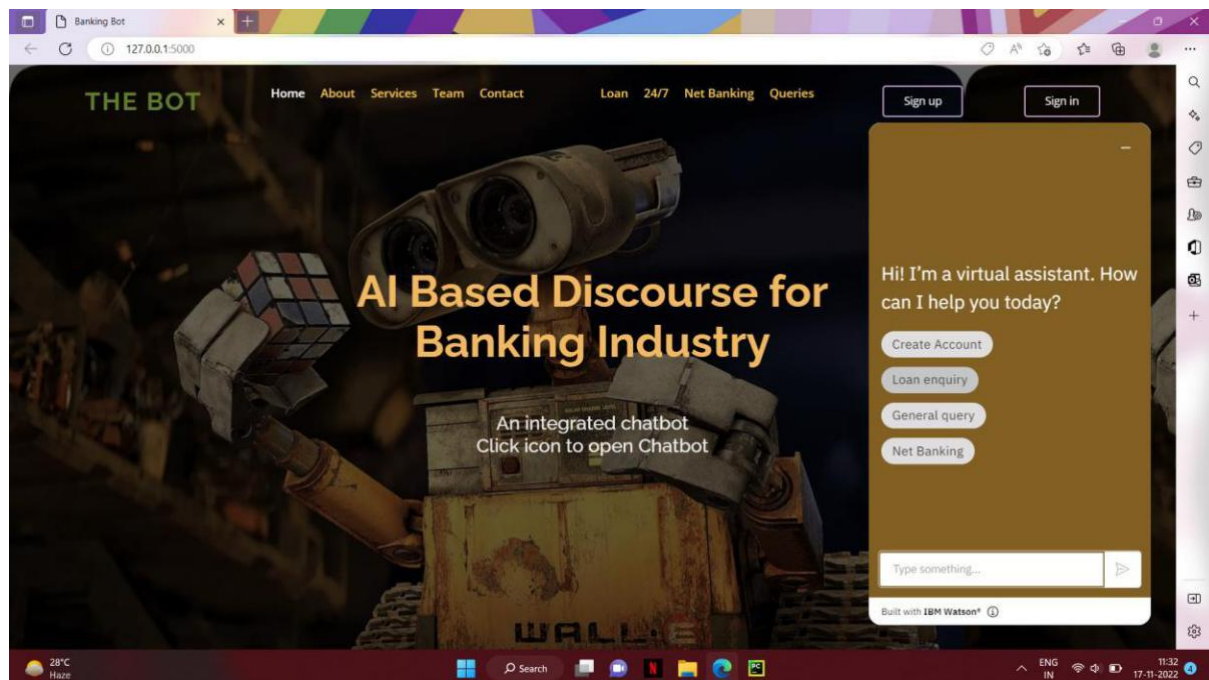 Banking Bot
127.0.0.1:5000
THE BOT
Home About Services Team Contact Loan 24/7 Net Banking Queries
Sign up Sign in
Hi! I'm a virtual assistant. How
can I help you today?
AI Based Discourse for
Banking Industry
Create Account
Loan enquiry
General query
Net Banking
An integrated chatbot
Click icon to open Chatbot
Type something...
Built with IBM Watson®
WALL·E
28°C
Haze
Search
ENG
IN
11:32
17-11-2022
4